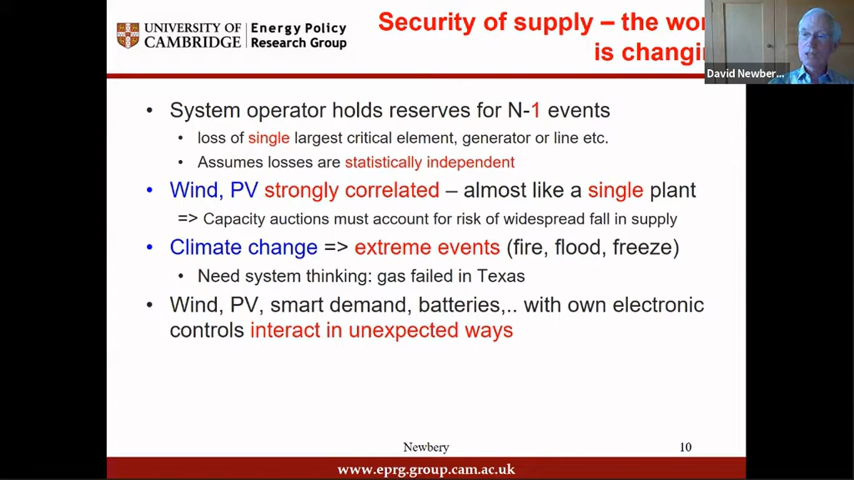 UNIVERSITY OF
CAMBRIDGE
Energy Policy
Research Group
Security of supply – the wor
is changin
David Newber...
• System operator holds reserves for N-1 events
• loss of single largest critical element, generator or line etc.
• Assumes losses are statistically independent
• Wind, PV strongly correlated – almost like a single plant
=> Capacity auctions must account for risk of widespread fall in supply
• Climate change => extreme events (fire, flood, freeze)
• Need system thinking: gas failed in Texas
• Wind, PV, smart demand, batteries,.. with own electronic
controls interact in unexpected ways
Newbery
10
www.eprg.group.cam.ac.uk